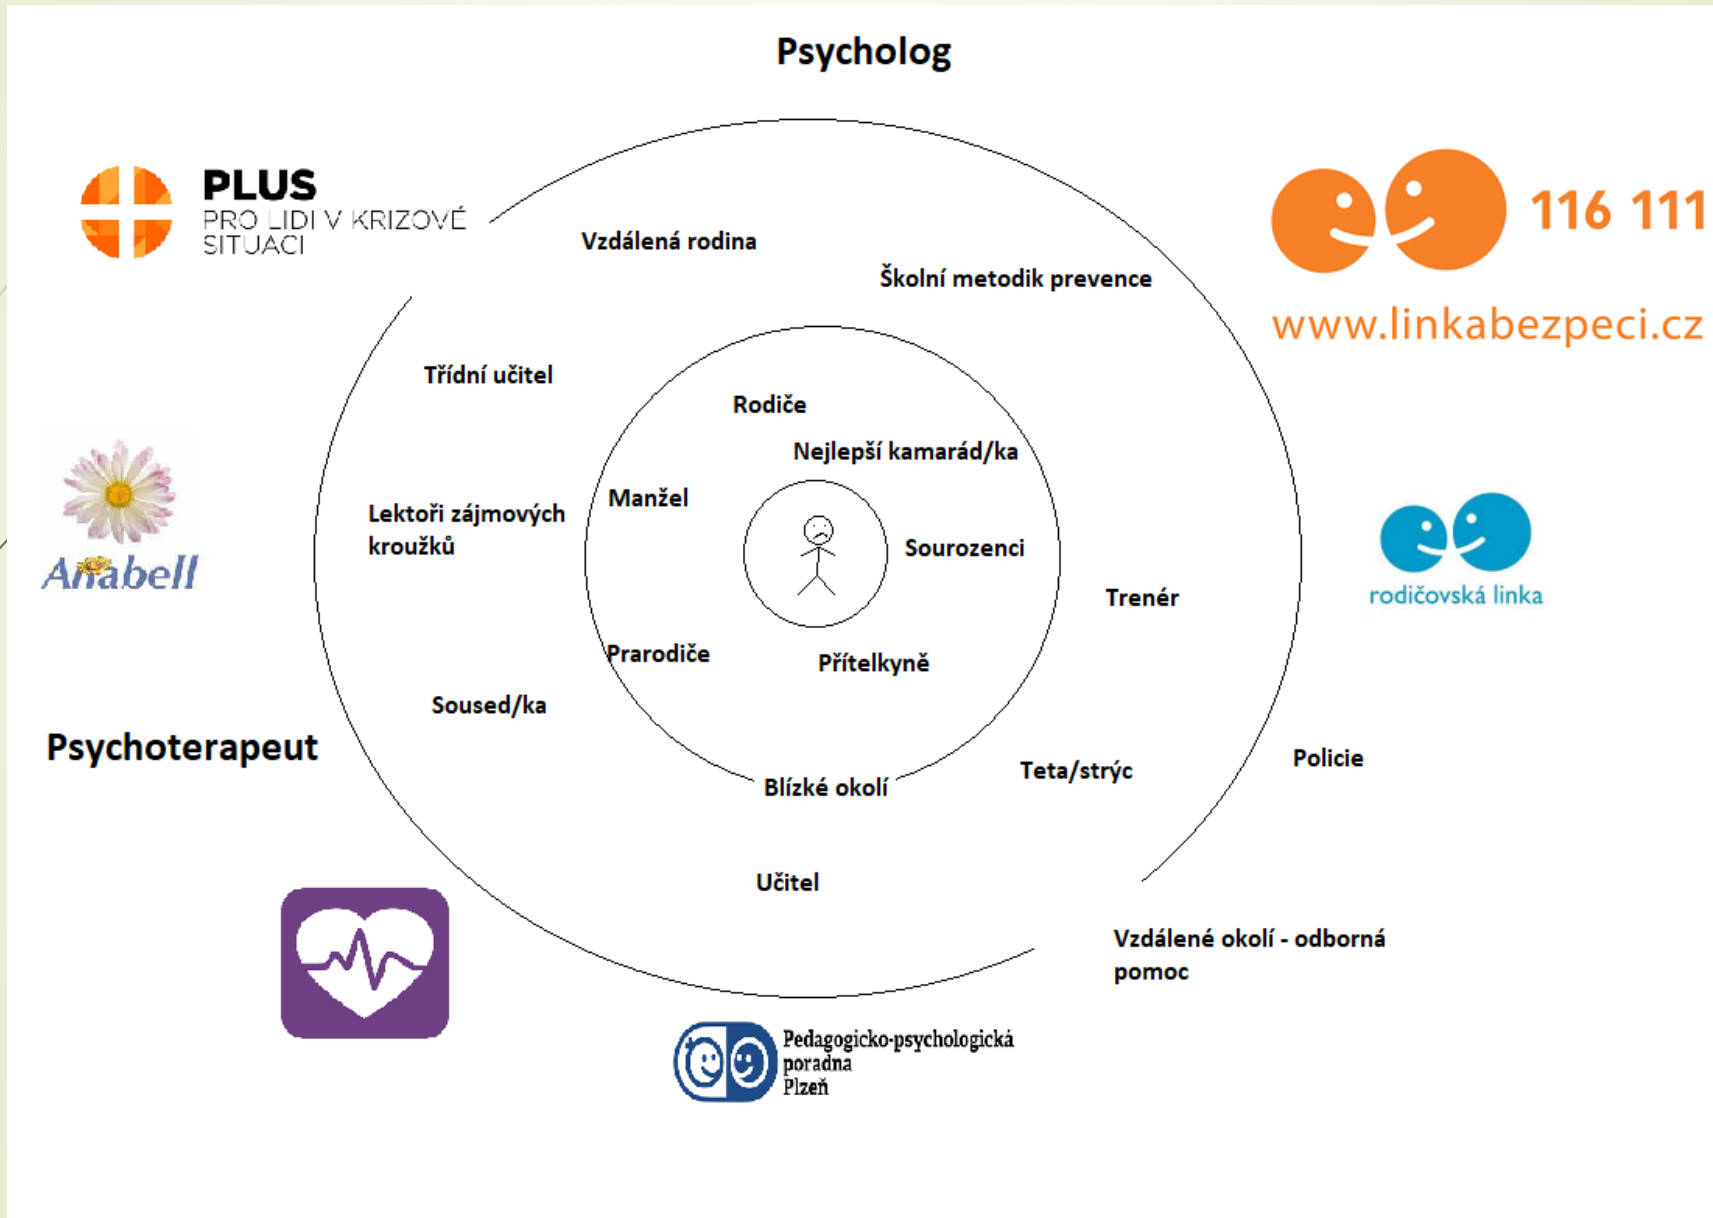 Psycholog
PLUS
PRO LIDI V KRIZOVÉ
SITUACI
116 111
www.linkabezpeci.cz
Vzdálená rodina
Školní metodik prevence
Třídní učitel
Rodiče
Nejlepší kamarád/ka
Manžel
Lektoři zájmových
kroužků
Sourozenci
Anabell
rodičovská linka
Trenér
Prarodiče
Přítelkyně
Soused/ka
Psychoterapeut
Blízké okolí
Teta/strýc
Policie
Učitel
Vzdálené okolí - odborná
pomoc
Pedagogicko-psychologická
poradna
Plzeň